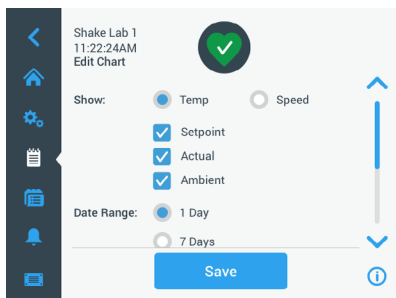 Shake Lab 1
11:22:24AM
Edit Chart
Show: Temp Speed
Setpoint
Actual
Ambient
Date Range: 1 Day
7 Days
Save